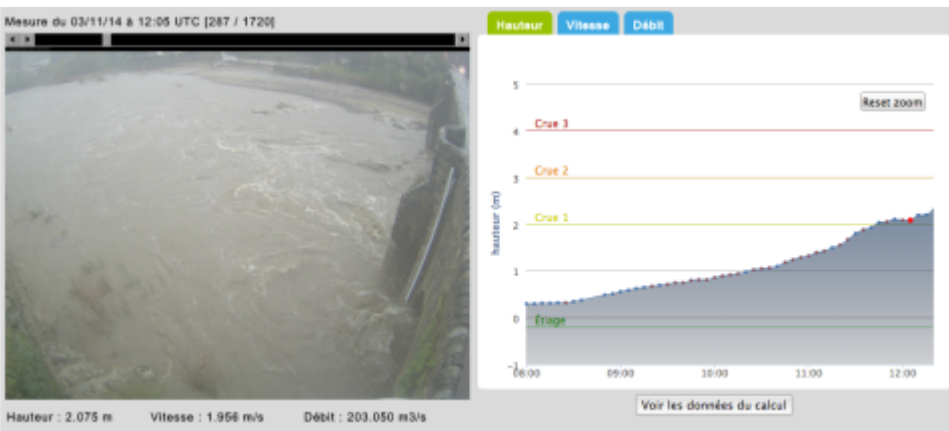 Mesure du 03/11/14 à 12:05 UTC [287 / 1720]
Hauteur Vitesse Débit
Reset zoom
hauteur (m)
5
4
3
2
1
0
-1
Crue 3
Crue 2
Crue 1
Étiage
08:00 09:00 10:00 11:00 12:00
Hauteur : 2.075 m Vitesse : 1.956 m/s Débit : 203.050 m3/s
Voir les données du calcul